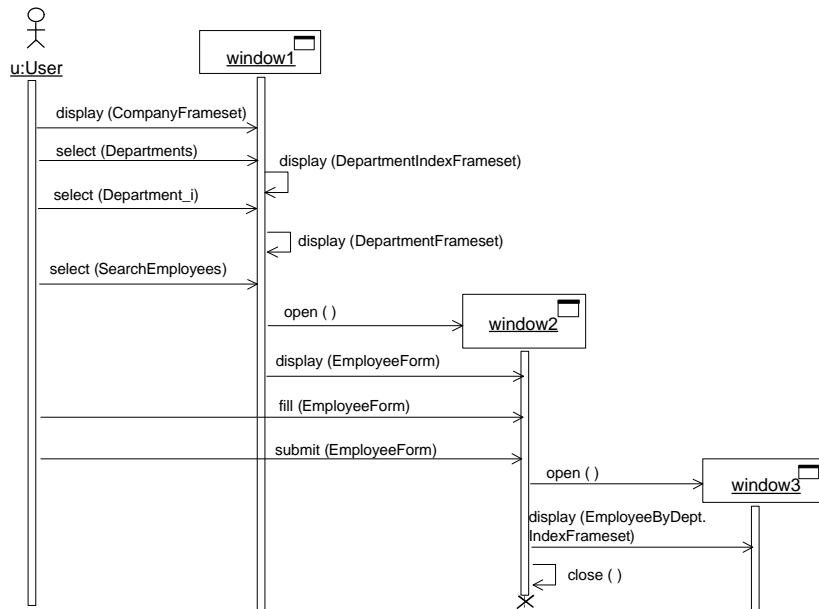 u:User
window1
display (CompanyFrameset)
select (Departments)
display (DepartmentIndexFrameset)
select (Department_i)
display (DepartmentFrameset)
select (SearchEmployees)
open ( )
window2
display (EmployeeForm)
fill (EmployeeForm)
submit (EmployeeForm)
open ( )
window3
display (EmployeeByDept.
IndexFrameset)
close ( )